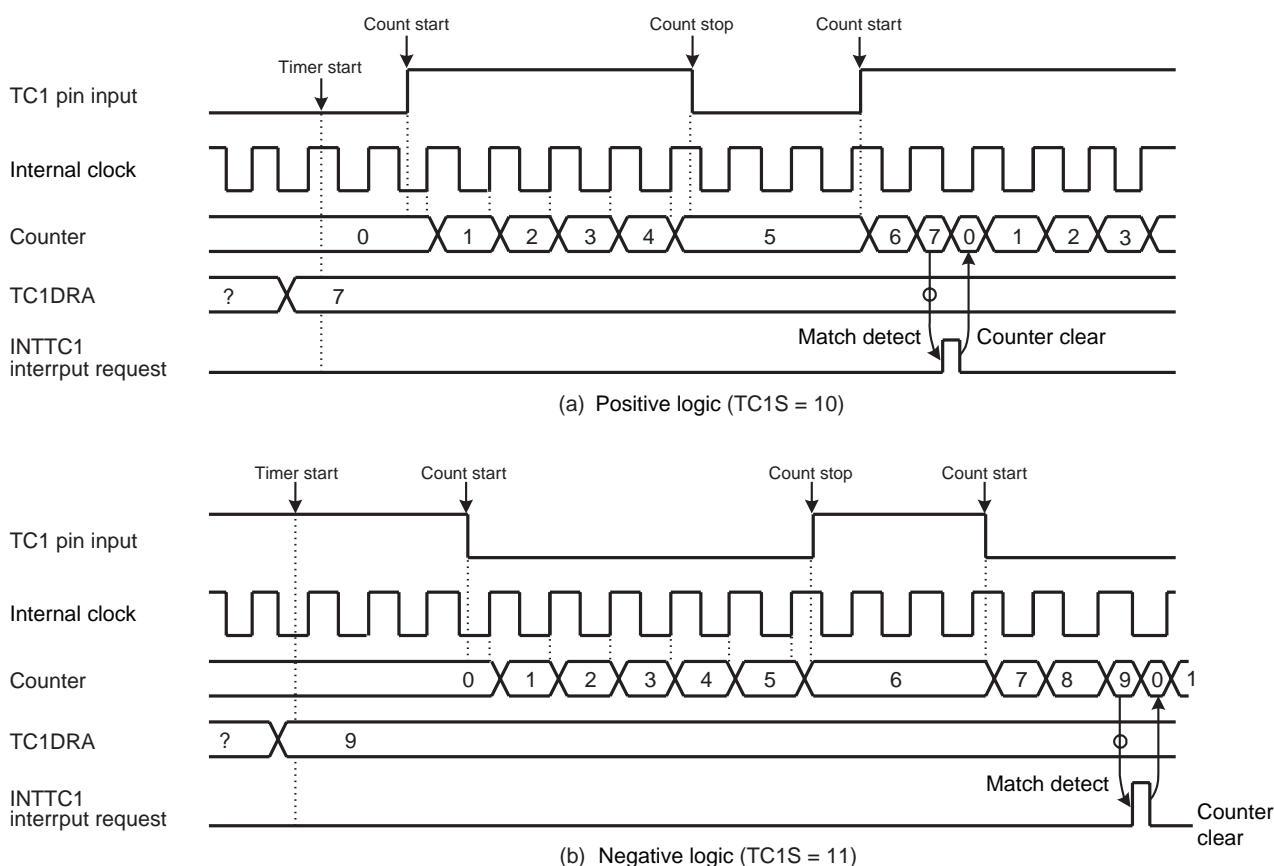 Count start
Count stop
Count start
Timer start
TC1 pin input
Internal clock
Counter
0
1
2
3
4
5
6
7
0
1
2
3
TC1DRA
?
7
INTTC1
interrput request
Match detect
Counter clear
(a) Positive logic (TC1S = 10)
Timer start
Count start
Count stop
Count start
TC1 pin input
Internal clock
Counter
0
1
2
3
4
5
6
7
8
9
0
1
TC1DRA
?
9
INTTC1
interrput request
Match detect
Counter
clear
(b) Negative logic (TC1S = 11)